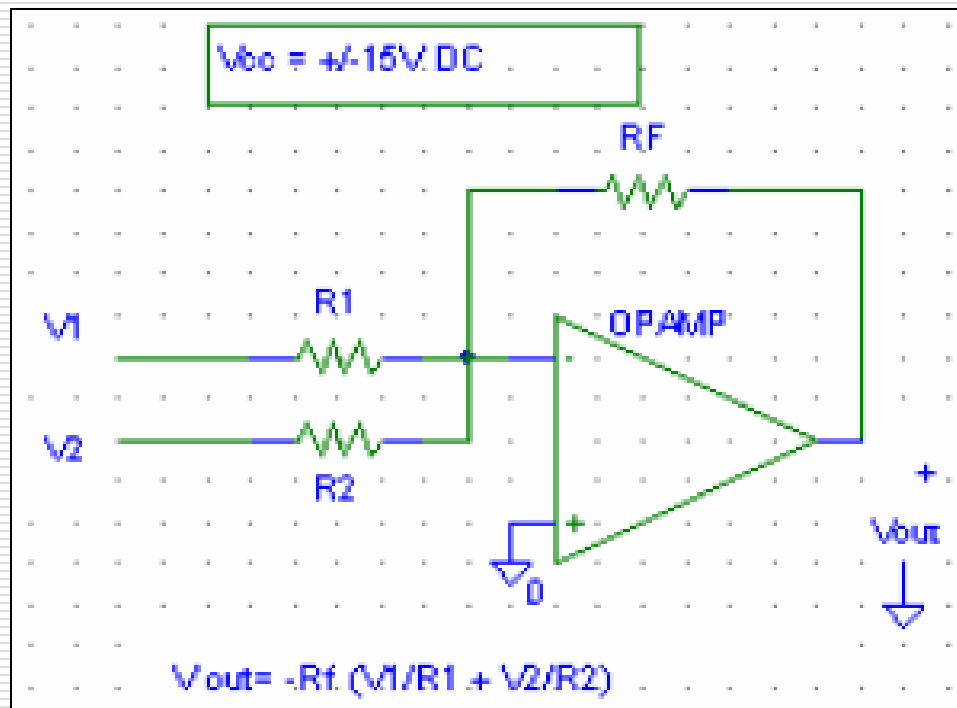 Vcc = +/-15V DC
RF
R1
V1
OPAMP
-
V2
R2
+
+
Vout
0
Vout= -Rf (V1/R1 + V2/R2)